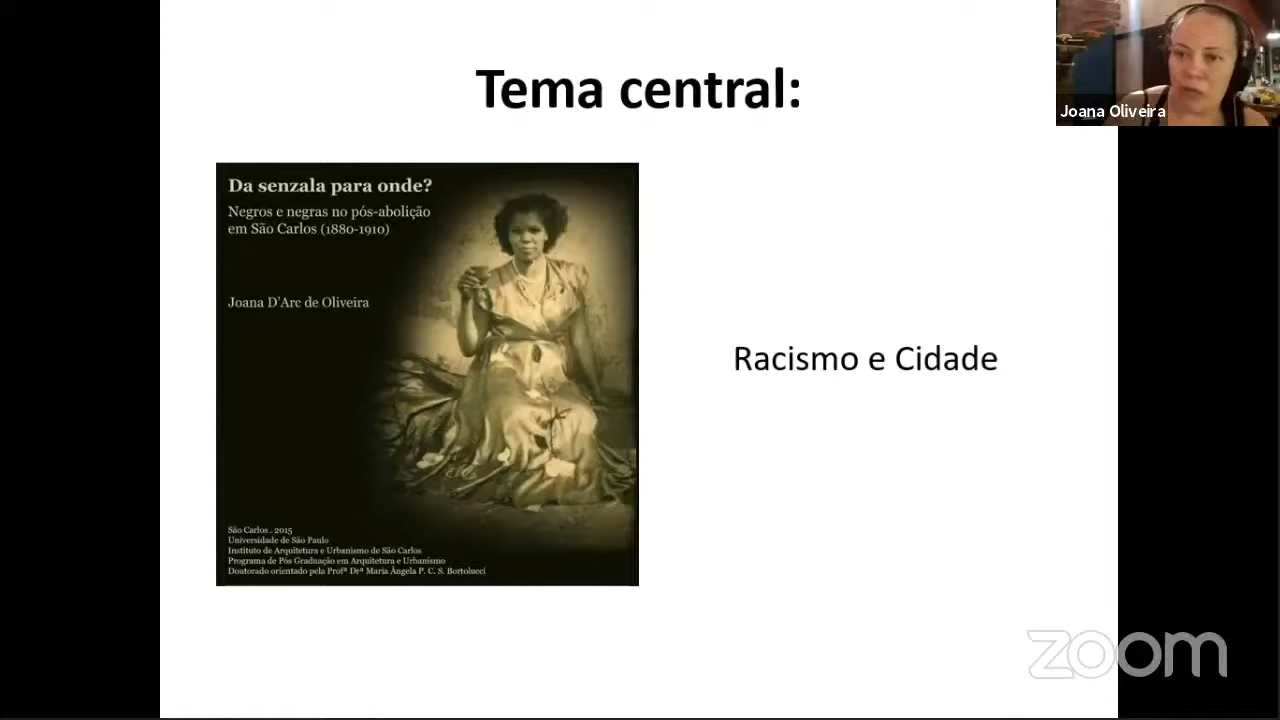 Tema central:
Joana Oliveira
Da senzala para onde?
Negros e negras no pós-abolição
em São Carlos (1880-1910)
Joana D'Arc de Oliveira
Racismo e Cidade
São Carlos . 2015
Universidade de São Paulo
Instituto de Arquitetura e Urbanismo de São Carlos
Programa de Pós Graduação em Arquitetura e Urbanismo
Doutorado orientado pela Profª Drª Maria Ângela P. C. S. Bortolucci
zoom